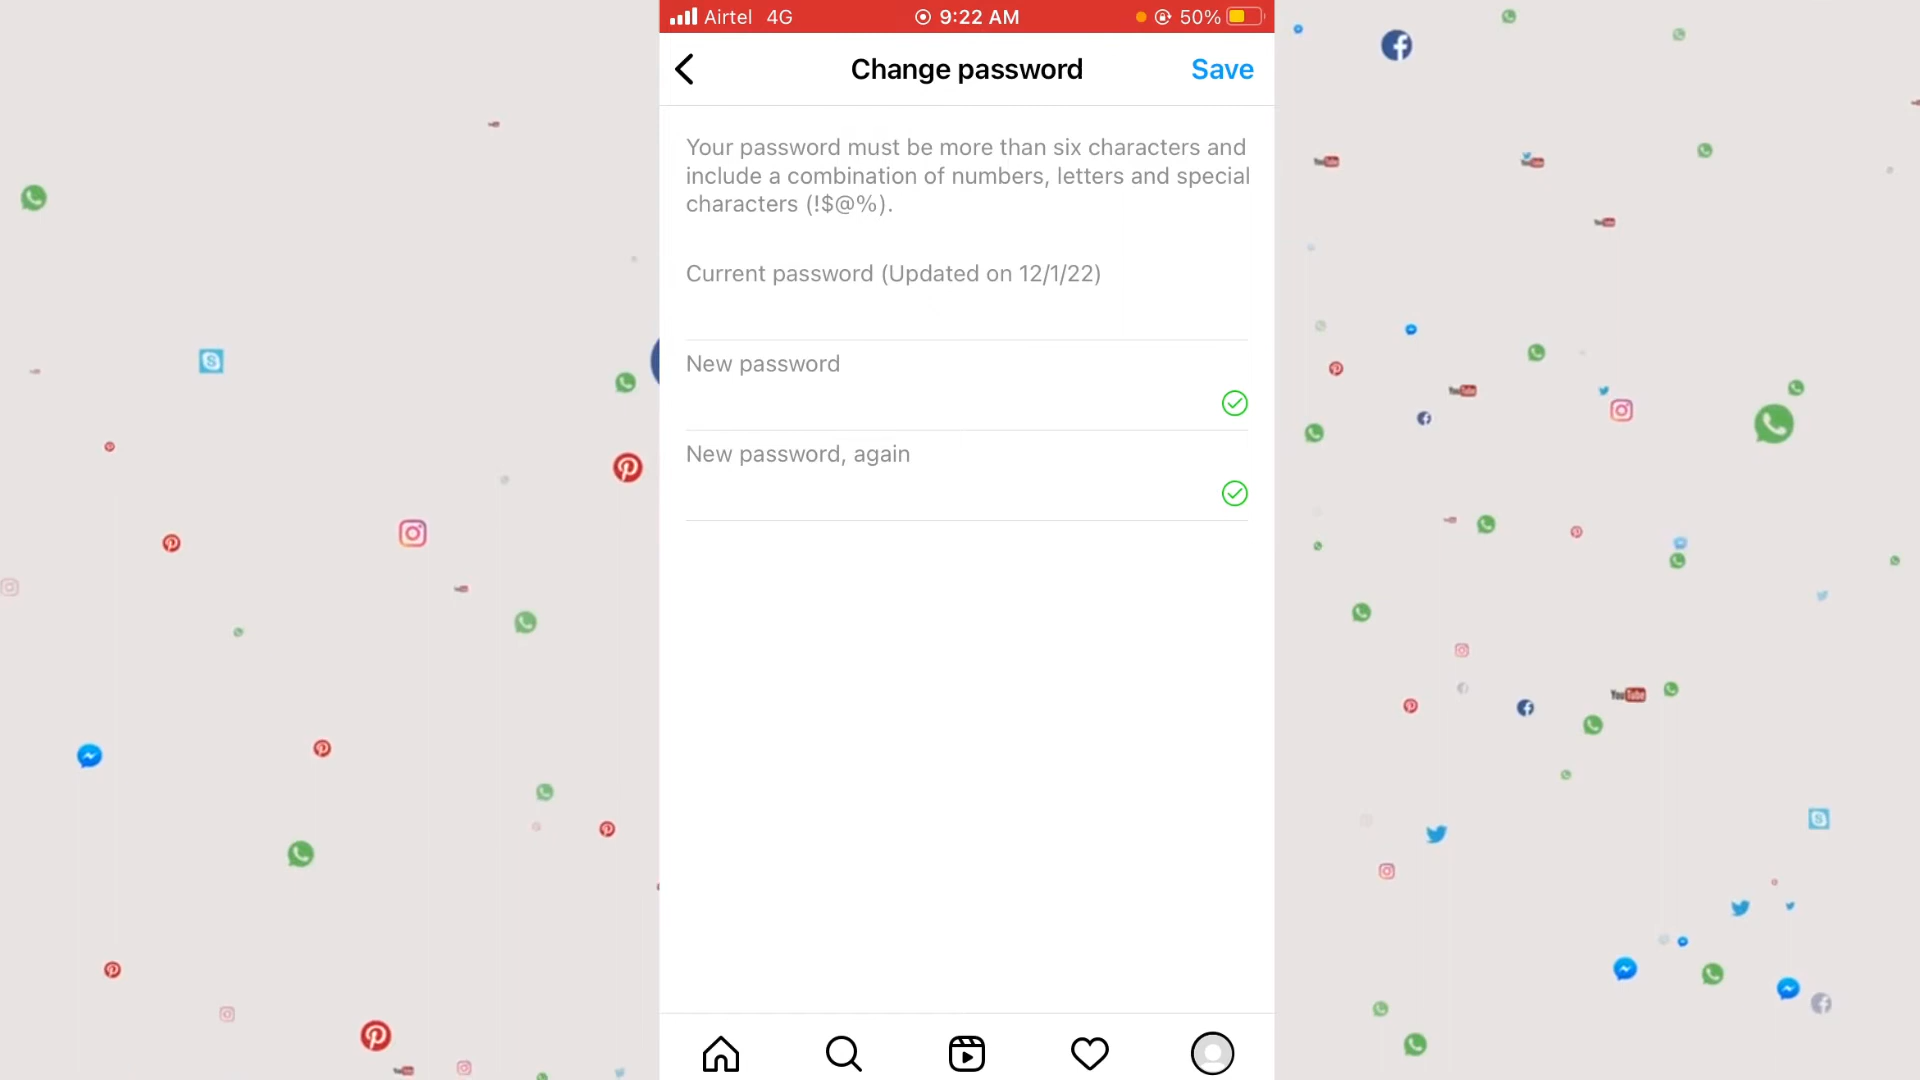 Airtel 4G 9:22 AM 50%
Change password Save
Your password must be more than six characters and
include a combination of numbers, letters and special
characters (!$@%).
Current password (Updated on 12/1/22)
New password
New password, again
YouTube